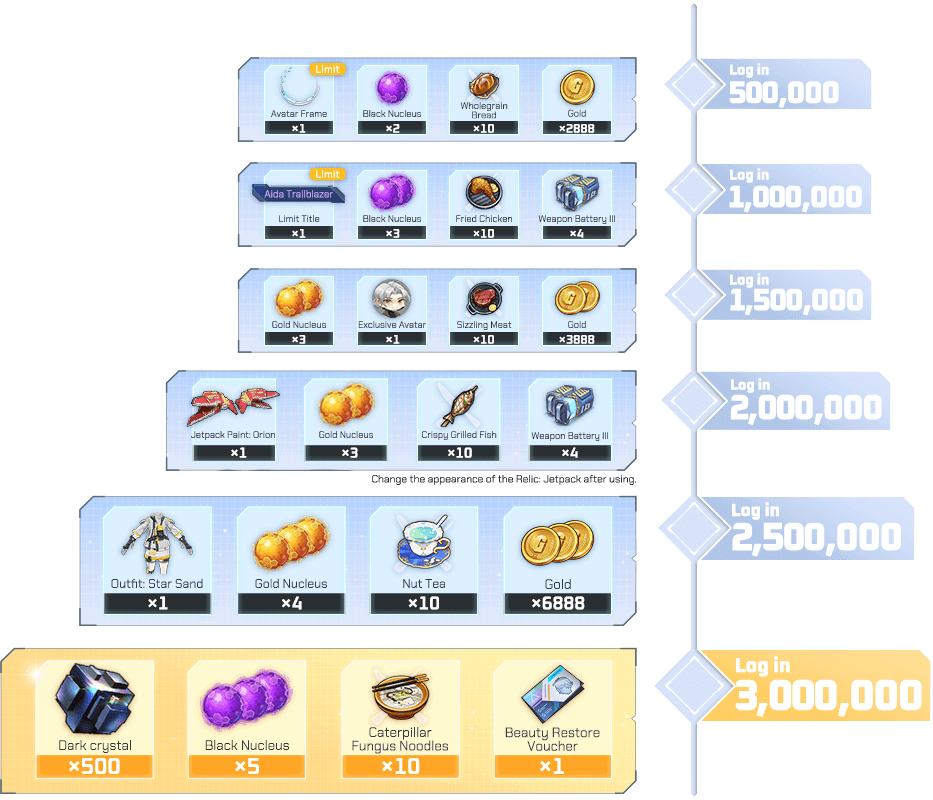 Limit
Avatar Frame
×1
Black Nucleus
×2
Wholegrain
Bread
×10
Gold
×2888
Log in
500,000
Limit
Aida Trailblazer
Limit Title
×1
Black Nucleus
×3
Fried Chicken
×10
Weapon Battery III
×4
Log in
1,000,000
Gold Nucleus
×3
Exclusive Avatar
×1
Sizzling Meat
×10
Gold
×3888
Log in
1,500,000
Jetpack Paint: Orion
×1
Gold Nucleus
×3
Crispy Grilled Fish
×10
Weapon Battery III
×4
Log in
2,000,000
Change the appearance of the Relic: Jetpack after using.
Outfit: Star Sand
×1
Gold Nucleus
×4
Nut Tea
×10
Gold
×6888
Log in
2,500,000
Dark crystal
×500
Black Nucleus
×5
Caterpillar
Fungus Noodles
×10
Beauty Restore
Voucher
×1
Log in
3,000,000